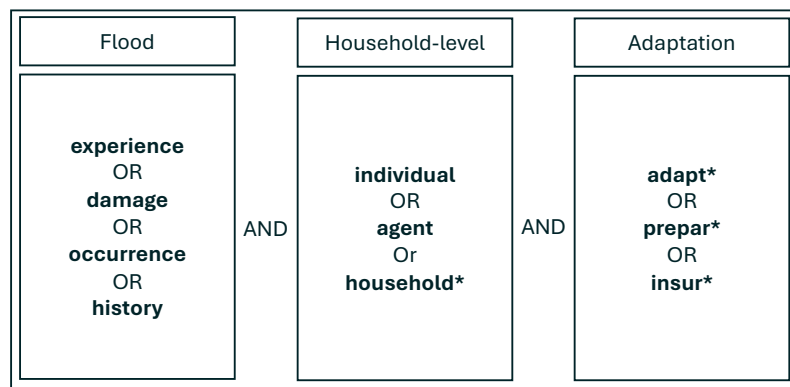 Flood
Household-level
Adaptation
experience
OR
damage
OR
occurrence
OR
history
AND
individual
OR
agent
Or
household*
AND
adapt*
OR
prepar*
OR
insur*